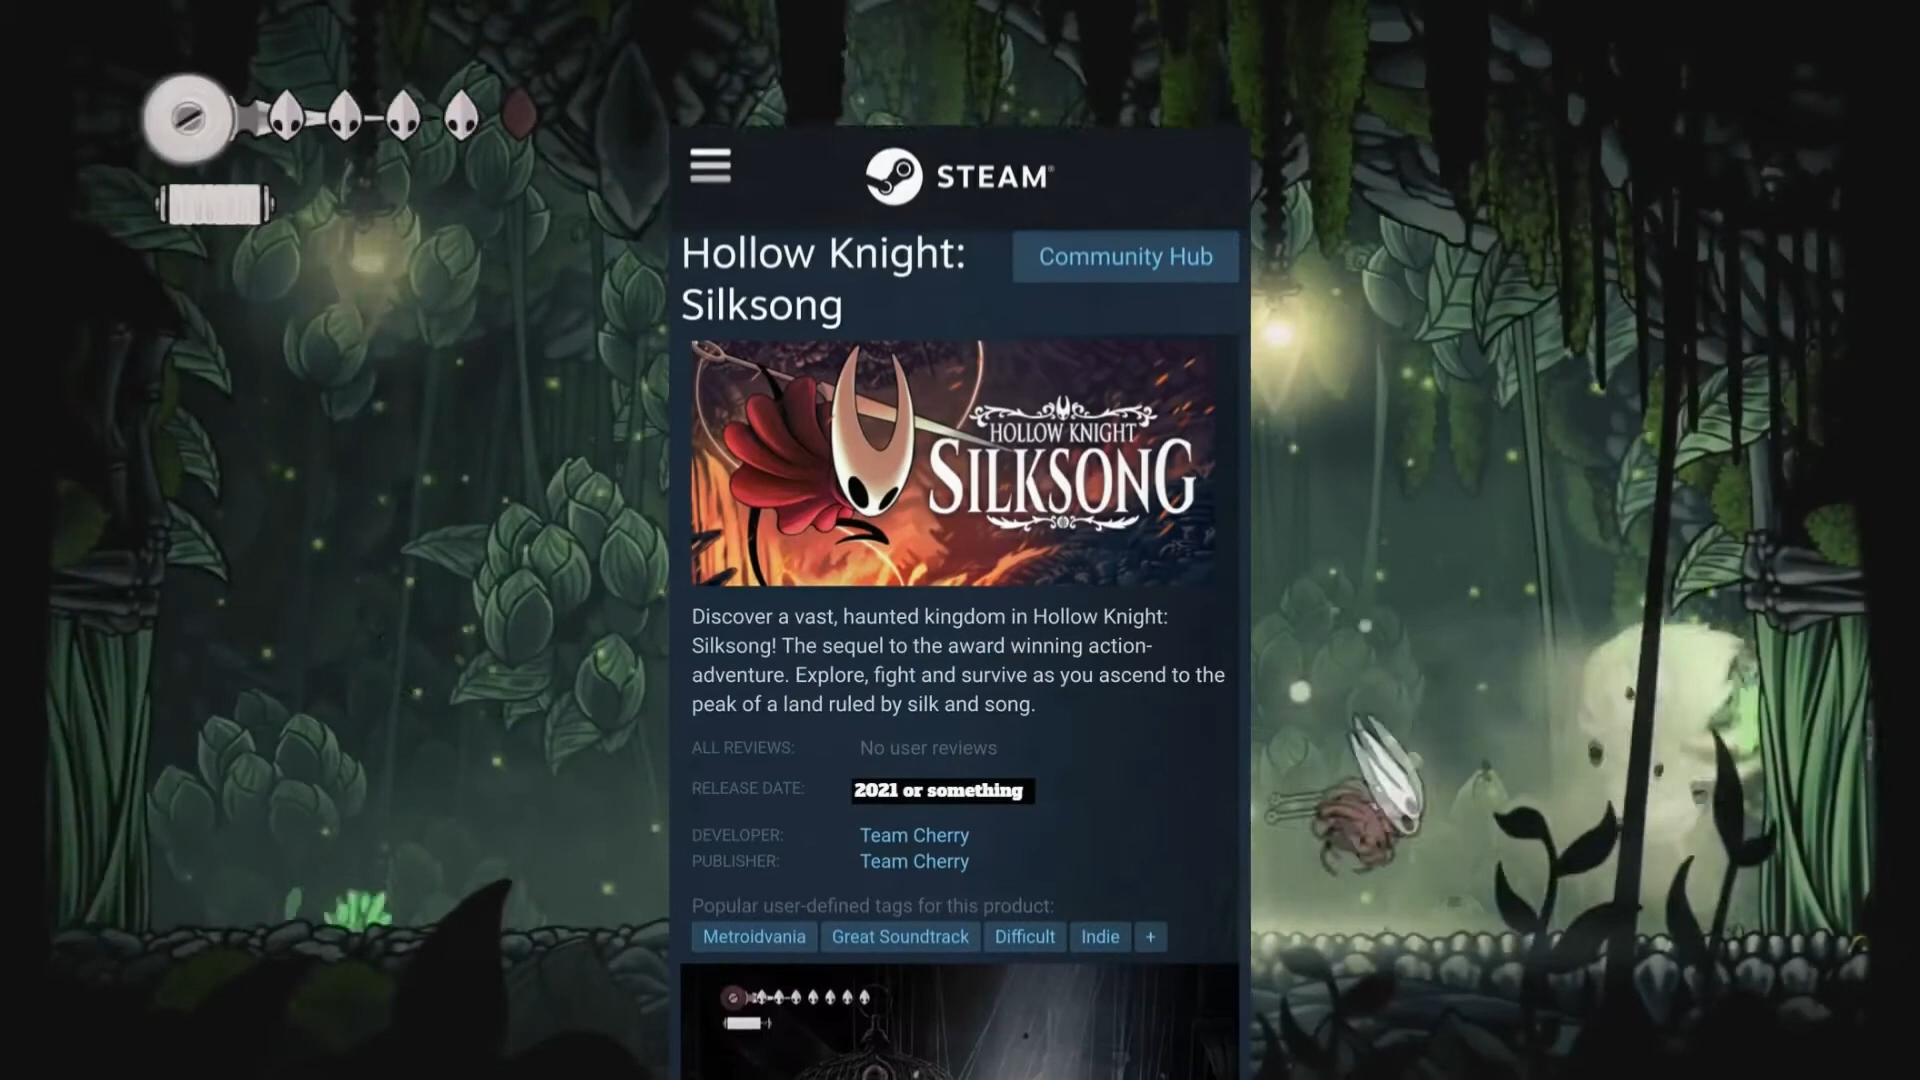 STEAM®
Hollow Knight:
Silksong
Community Hub
HOLLOW KNIGHT
SILKSONG
Discover a vast, haunted kingdom in Hollow Knight:
Silksong! The sequel to the award winning action-
adventure. Explore, fight and survive as you ascend to the
peak of a land ruled by silk and song.
ALL REVIEWS: No user reviews
RELEASE DATE: 2021 or something
DEVELOPER: Team Cherry
PUBLISHER: Team Cherry
Popular user-defined tags for this product:
Metroidvania Great Soundtrack Difficult Indie +